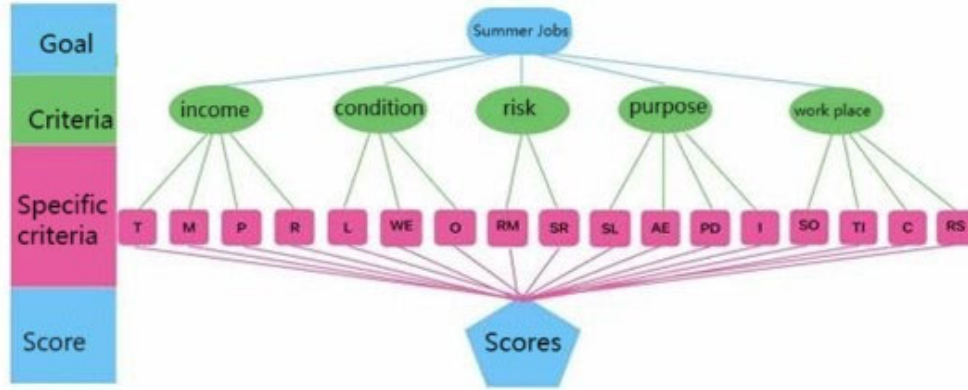 Goal
Summer Jobs
Criteria
income condition risk purpose work place
Specific
criteria
T M P R L WE O RM SR SL AE PD I SO TI C RS
Score
Scores